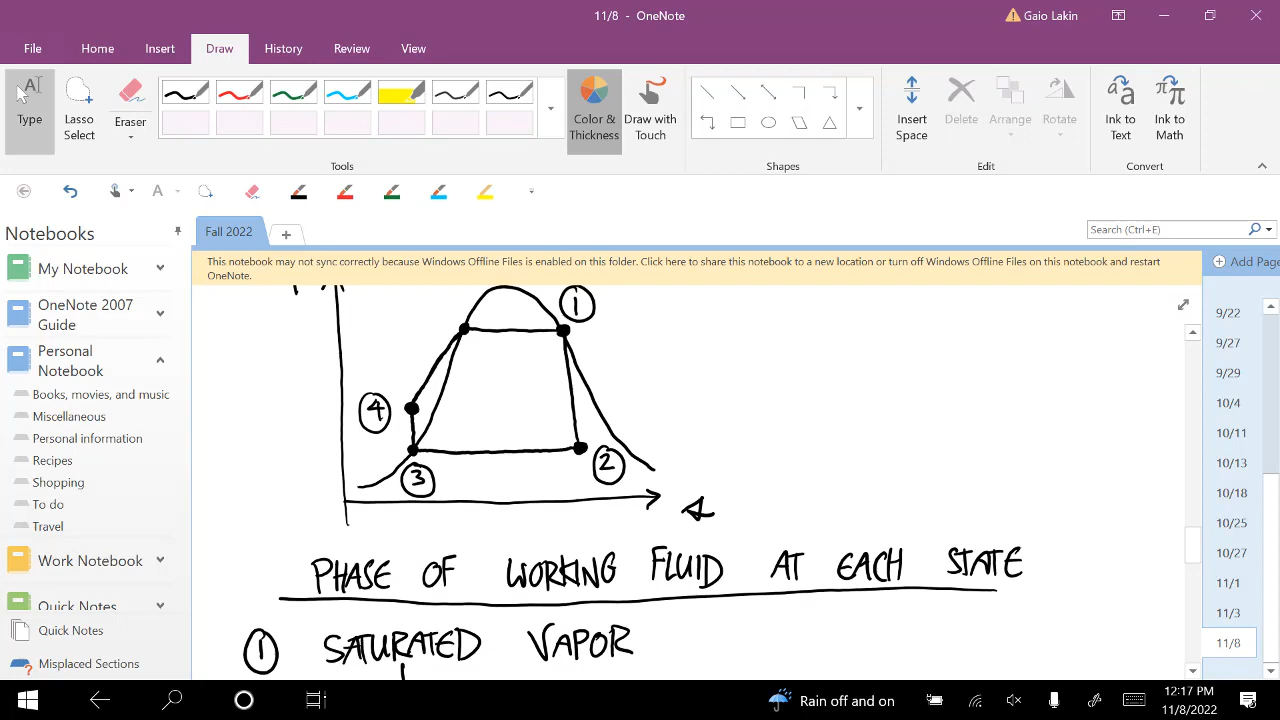 11/8 - OneNote
Gaio Lakin
File
Home
Insert
Draw
History
Review
View
Type
Lasso Select
Eraser
Color & Thickness
Draw with Touch
Insert Space
Delete
Arrange
Rotate
Ink to Text
Ink to Math
Tools
Shapes
Edit
Convert
Notebooks
Fall 2022
Search (Ctrl+E)
My Notebook
OneNote 2007 Guide
Personal Notebook
Books, movies, and music
Miscellaneous
Personal information
Recipes
Shopping
To do
Travel
Work Notebook
Quick Notes
Quick Notes
Misplaced Sections
This notebook may not sync correctly because Windows Offline Files is enabled on this folder. Click here to share this notebook to a new location or turn off Windows Offline Files on this notebook and restart
OneNote.
1
4
3
2
PHASE OF WORKING FLUID AT EACH STATE
1 SATURATED VAPOR
Add Page
9/22
9/27
9/29
10/4
10/11
10/13
10/18
10/25
10/27
11/1
11/3
11/8
Rain off and on
12:17 PM
11/8/2022